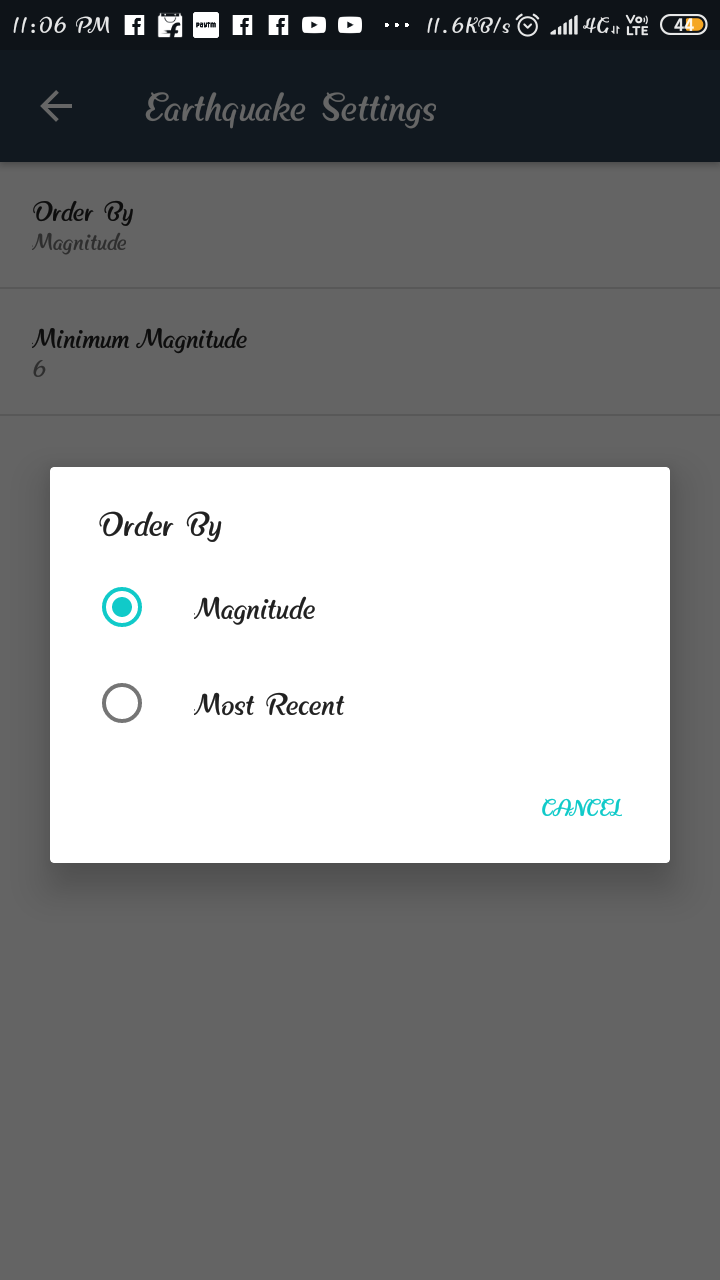 11:06 PM Paytm ... 11.6KB/s 4G Vo) LTE 44
Earthquake Settings
Order By
Magnitude
Minimum Magnitude
6
Order By
Magnitude
Most Recent
CANCEL